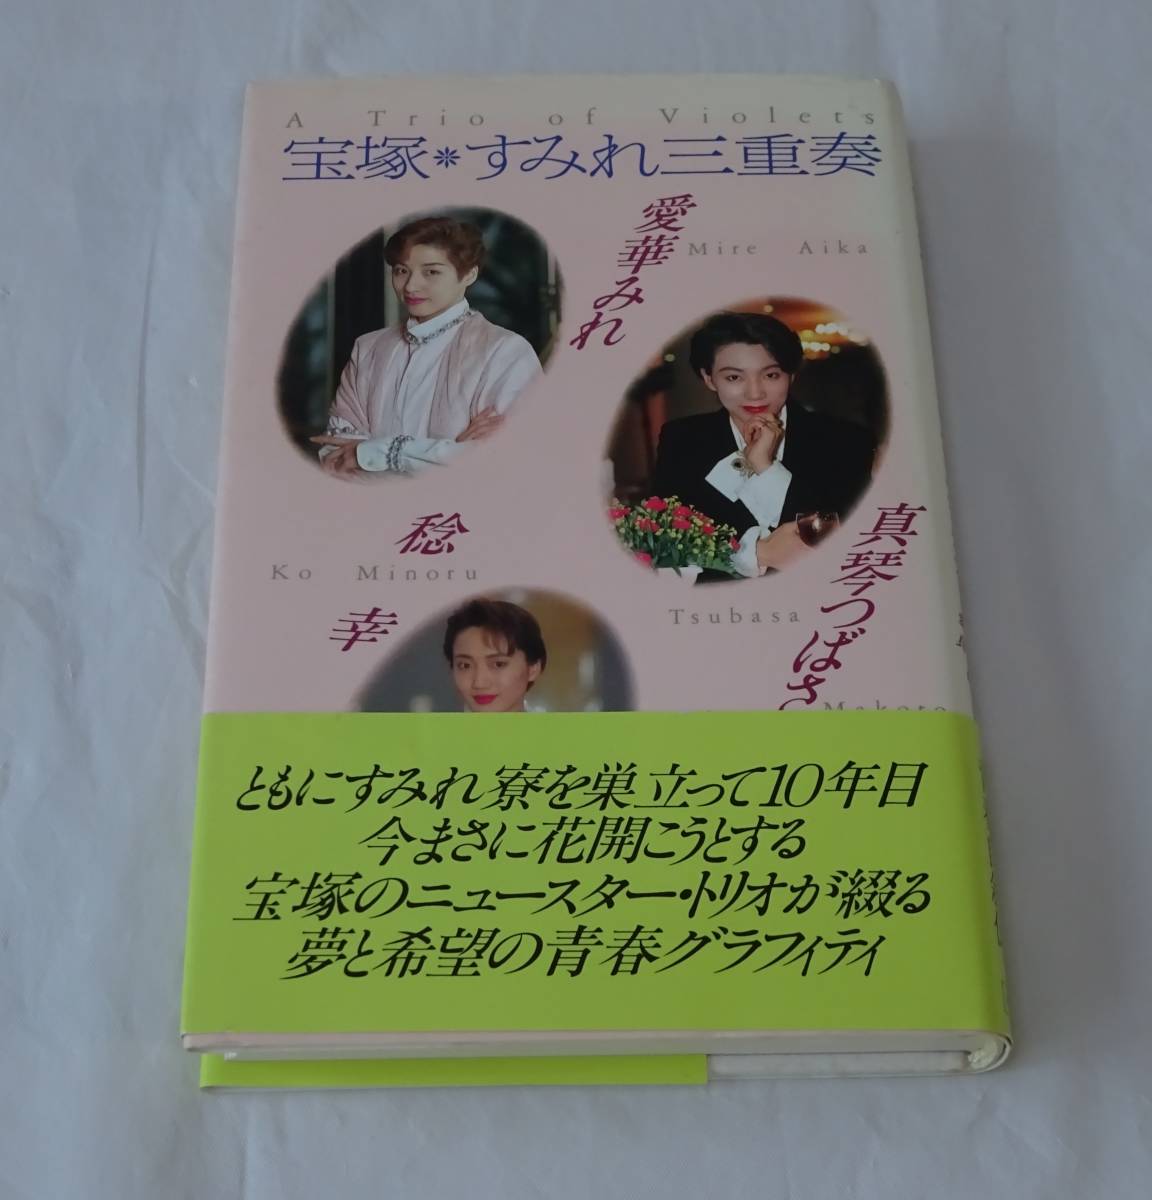 A Trio of Violets
宝塚*すみれ三重奏
愛華みれ
Mire Aika
稔
Ko Minoru
幸
真琴つばさ
Tsubasa
Makoto
ともにすみれ寮を巣立って10年目
今まさに花開こうとする
宝塚のニュースター・トリオが綴る
夢と希望の青春グラフィティ